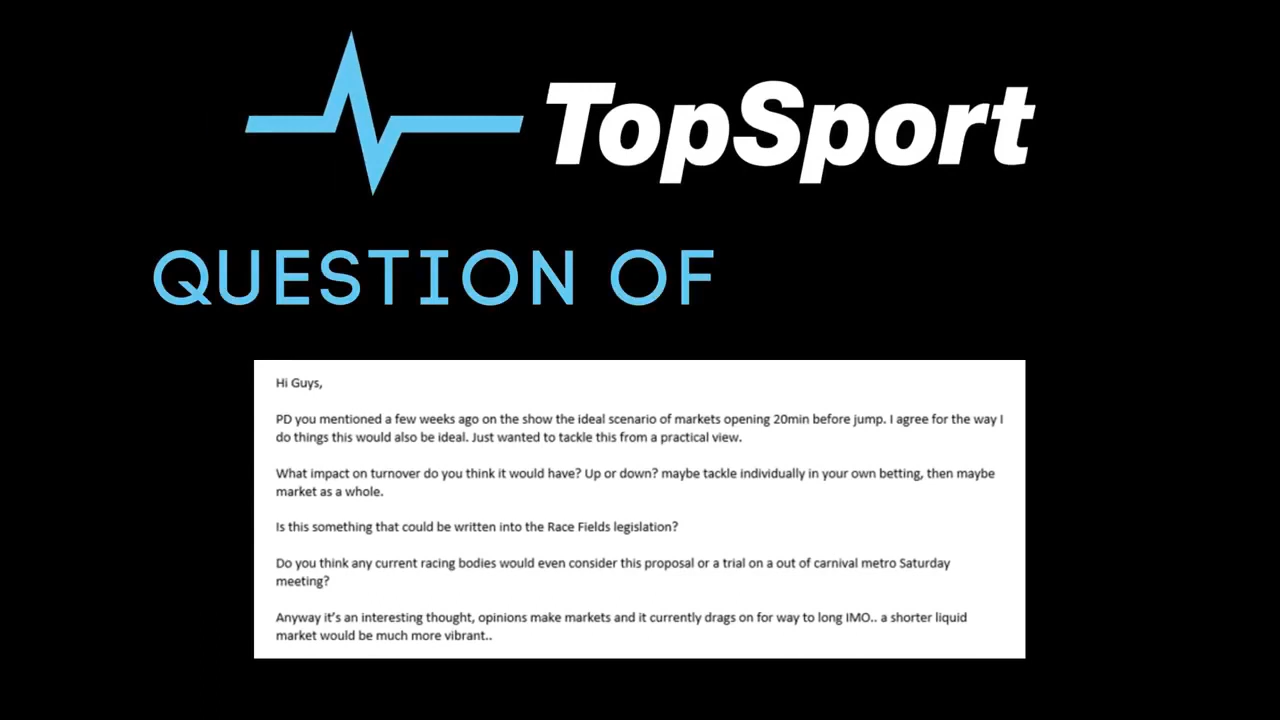 TopSport
QUESTION OF
Hi Guys,
PD you mentioned a few weeks ago on the show the ideal scenario of markets opening 20min before jump. I agree for the way I
do things this would also be ideal. Just wanted to tackle this from a practical view.
What impact on turnover do you think it would have? Up or down? maybe tackle individually in your own betting, then maybe
market as a whole.
Is this something that could be written into the Race Fields legislation?
Do you think any current racing bodies would even consider this proposal or a trial on a out of carnival metro Saturday
meeting?
Anyway it's an interesting thought, opinions make markets and it currently drags on for way to long IMO.. a shorter liquid
market would be much more vibrant..